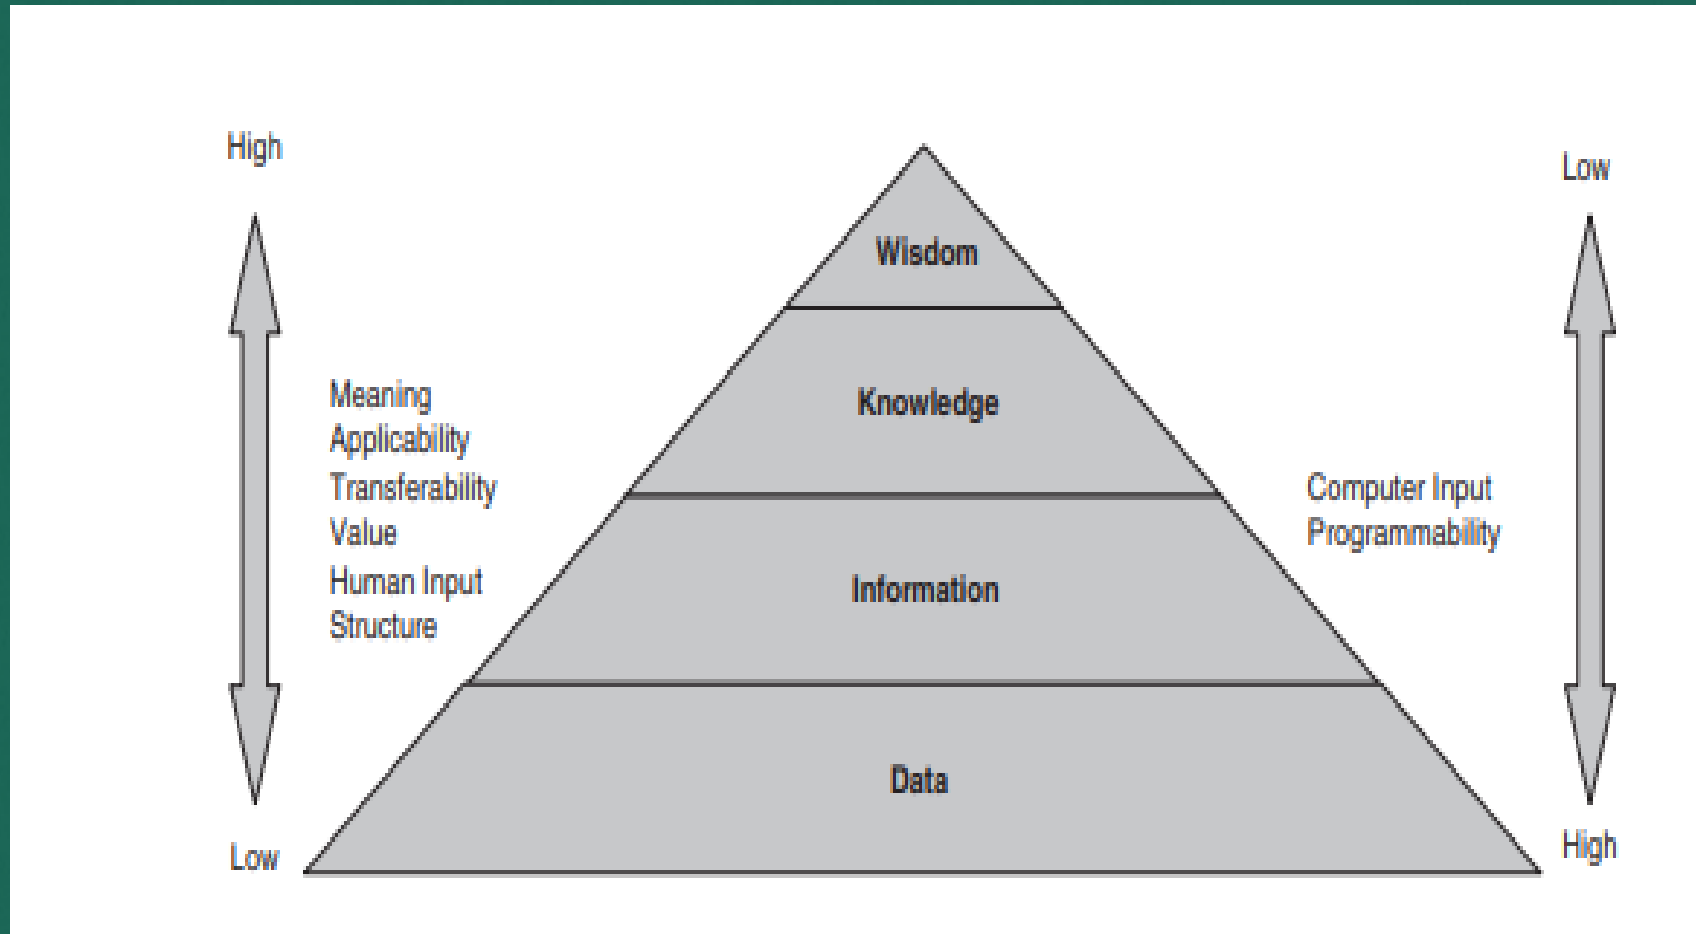 High
Low
Wisdom
Meaning
Knowledge
Applicability
Transferability
Computer Input
Value
Programmability
Human Input
Information
Structure
Data
Low
High